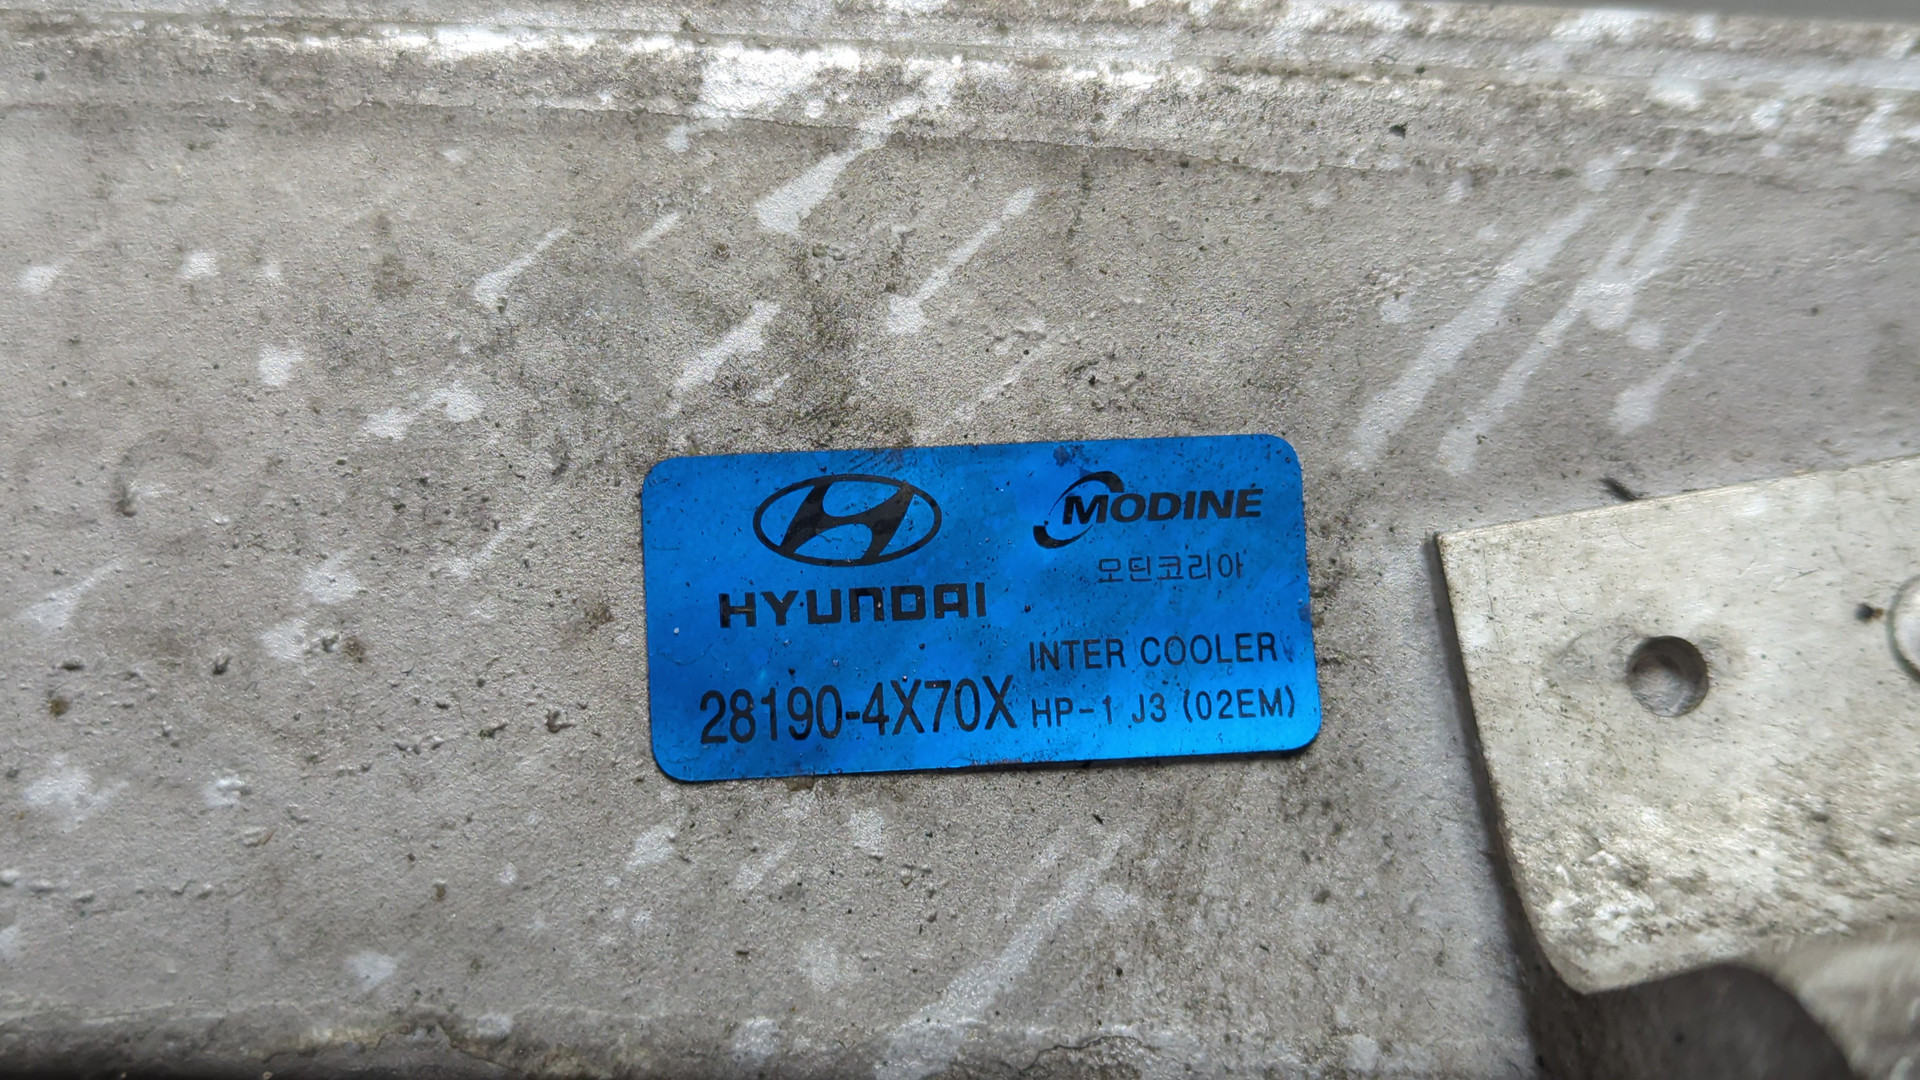 HYUNDAI
MODINE
모딘코리아
INTER COOLER
28190-4X70X HP-1 J3 (02EM)